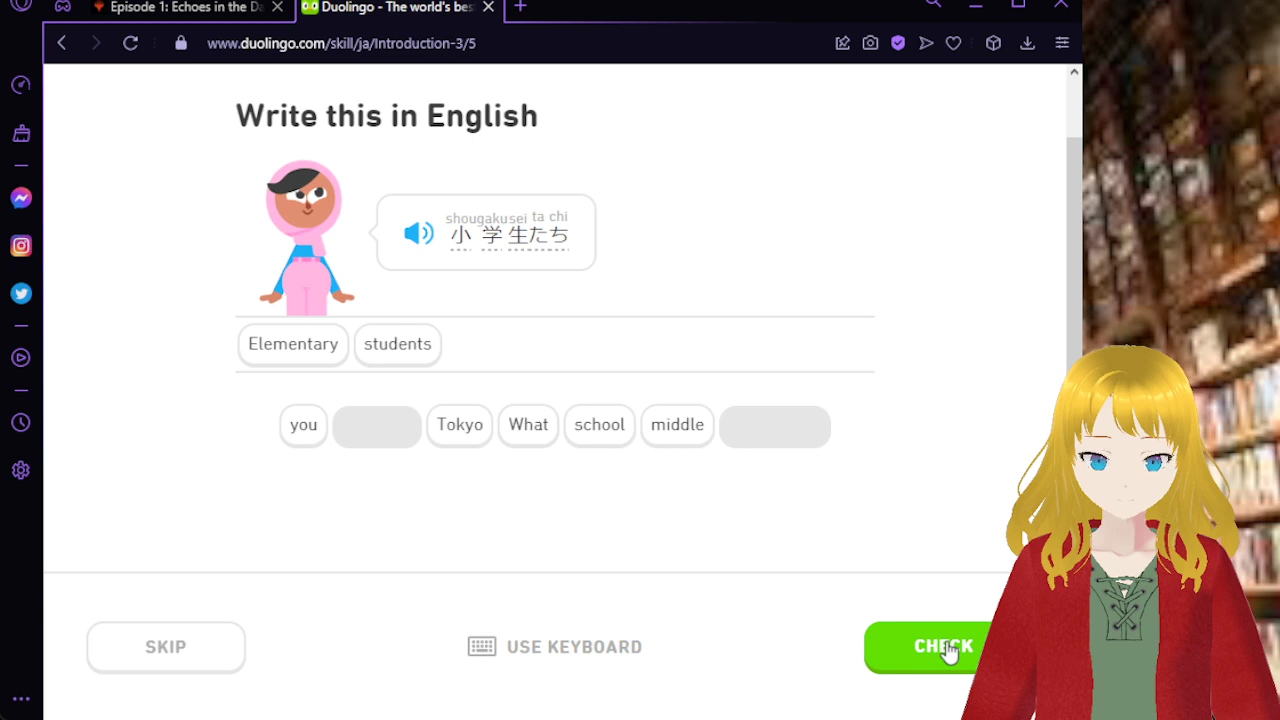 Episode 1: Echoes in the Da
Duolingo - The world's bes
www.duolingo.com/skill/ja/Introduction-3/5
Write this in English
shougakusei ta chi
小学生たち
Elementary students
you Tokyo What school middle
SKIP
USE KEYBOARD
CHECK